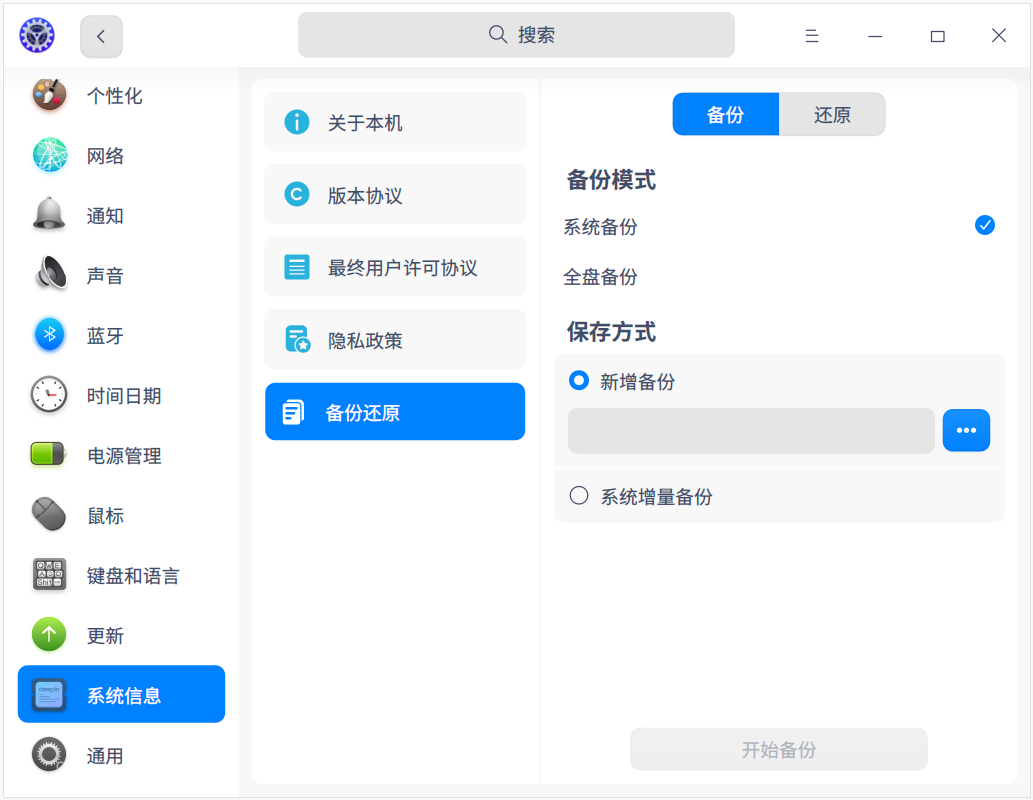 搜索
个性化
网络
通知
声音
蓝牙
时间日期
电源管理
鼠标
键盘和语言
更新
系统信息
通用
关于本机
版本协议
最终用户许可协议
隐私政策
备份还原
备份
还原
备份模式
系统备份
全盘备份
保存方式
新增备份
系统增量备份
开始备份